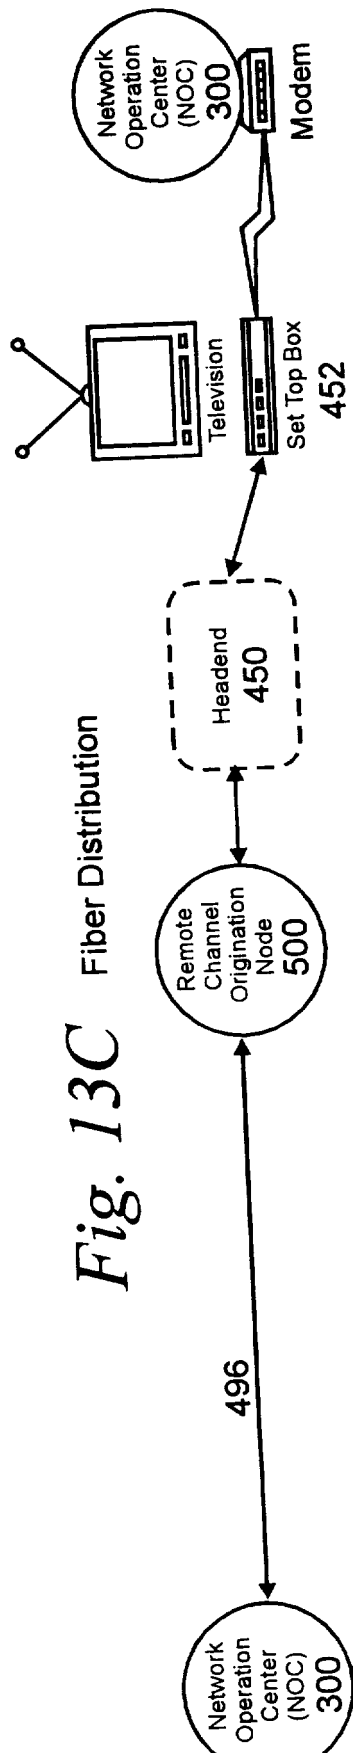 Fig. 13C
Fiber Distribution
Network
Operation
Center
(NOC)
300
496
Remote
Channel
Origination
Node
500
Headend
450
Television
Set Top Box
452
Network
Operation
Center
(NOC)
300
Modem